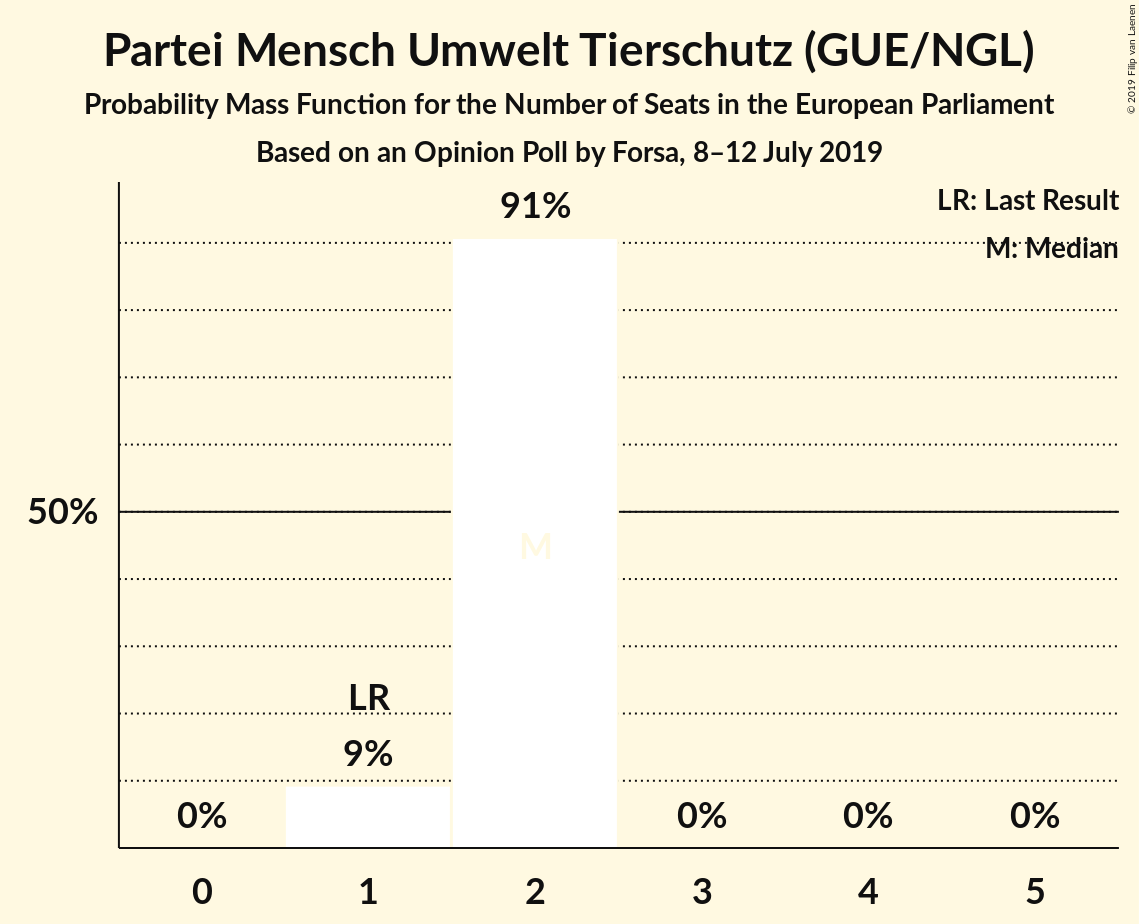 Partei Mensch Umwelt Tierschutz (GUE/NGL)
Probability Mass Function for the Number of Seats in the European Parliament
Based on an Opinion Poll by Forsa, 8–12 July 2019
© 2019 Filip van Laenen
LR: Last Result
M: Median
91%
50%
M
LR
9%
0%
0%
0%
0%
0
1
2
3
4
5